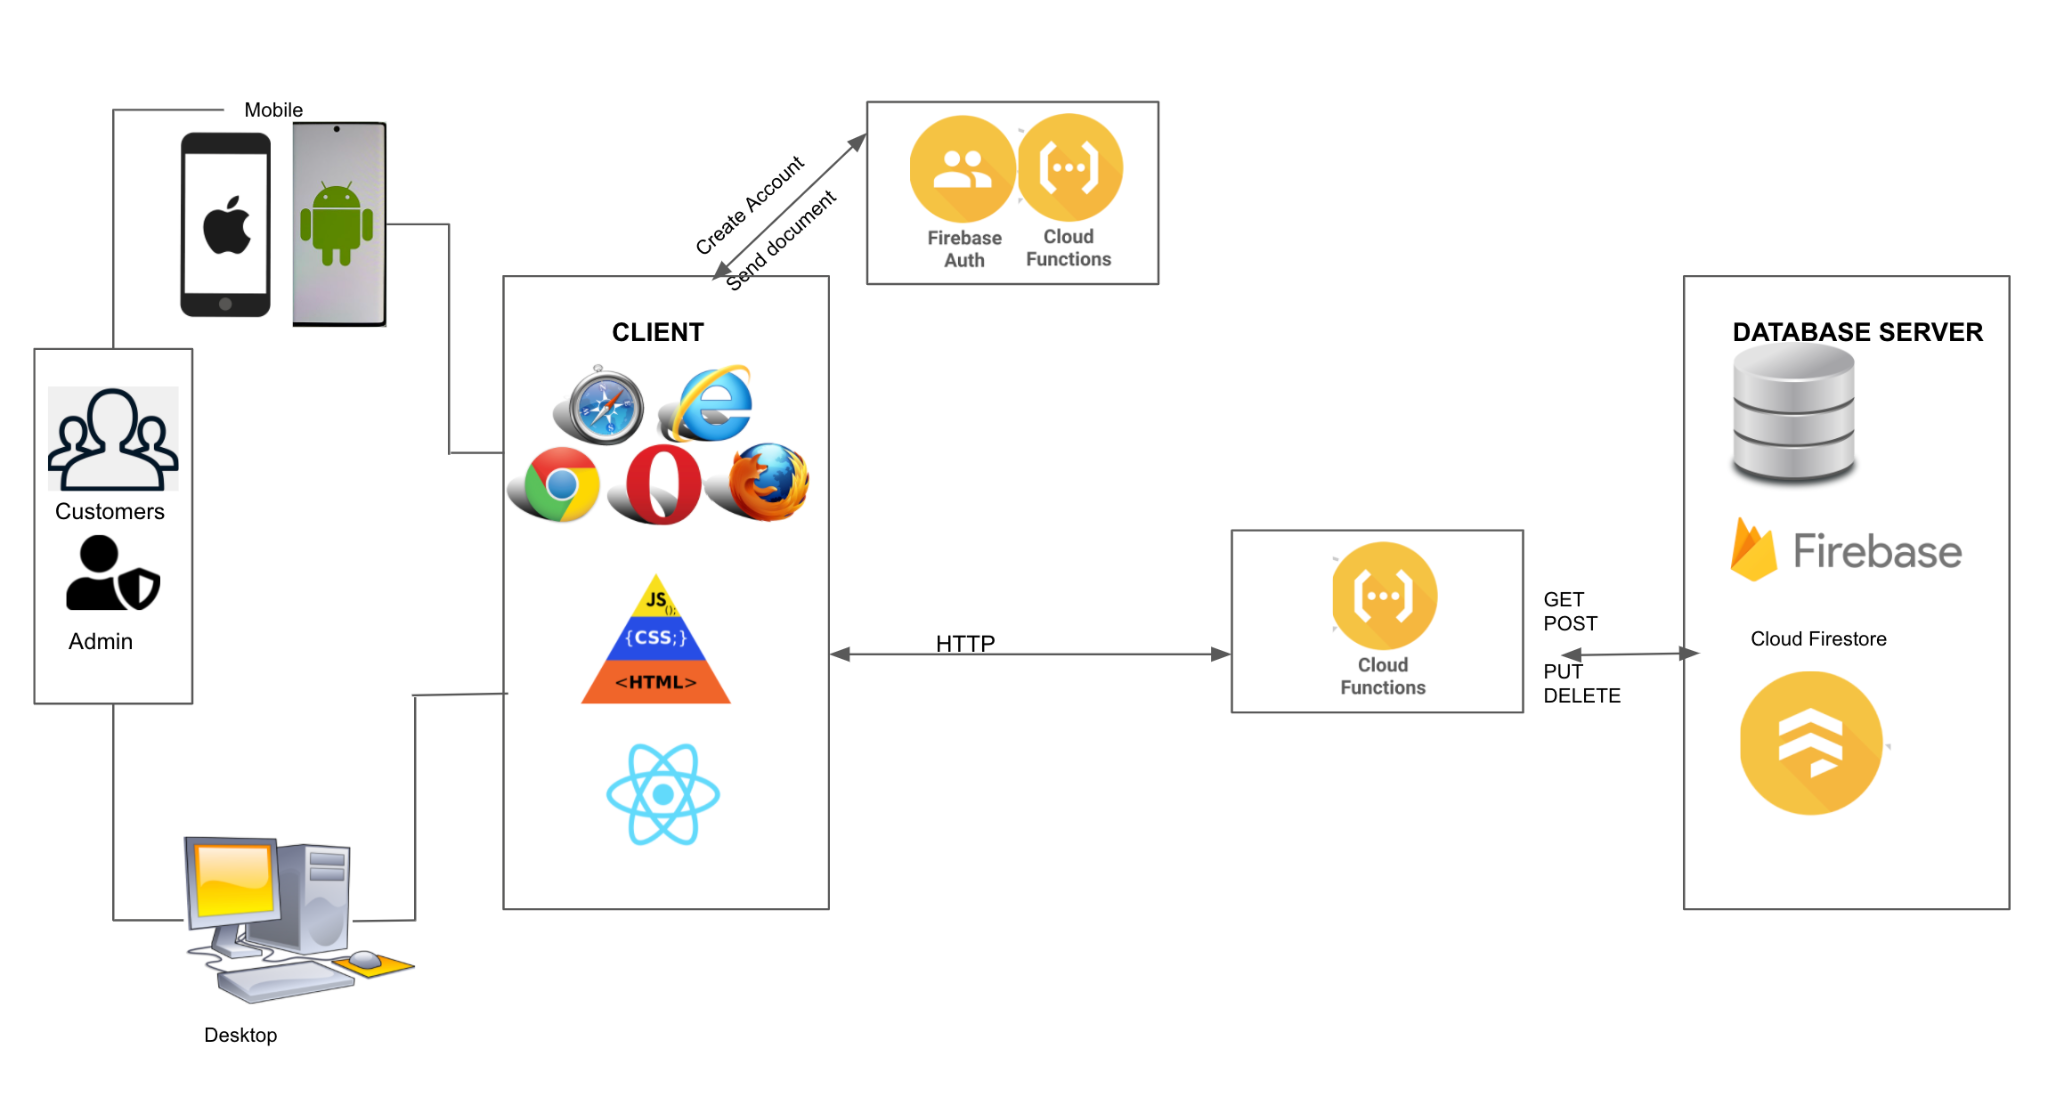 Mobile
Create Account
Send document
Firebase
Auth
Cloud
Functions
CLIENT
DATABASE SERVER
Customers
Admin
JS
();
{CSS;}
<HTML>
HTTP
Cloud
Functions
GET
POST
PUT
DELETE
Firebase
Cloud Firestore
Desktop